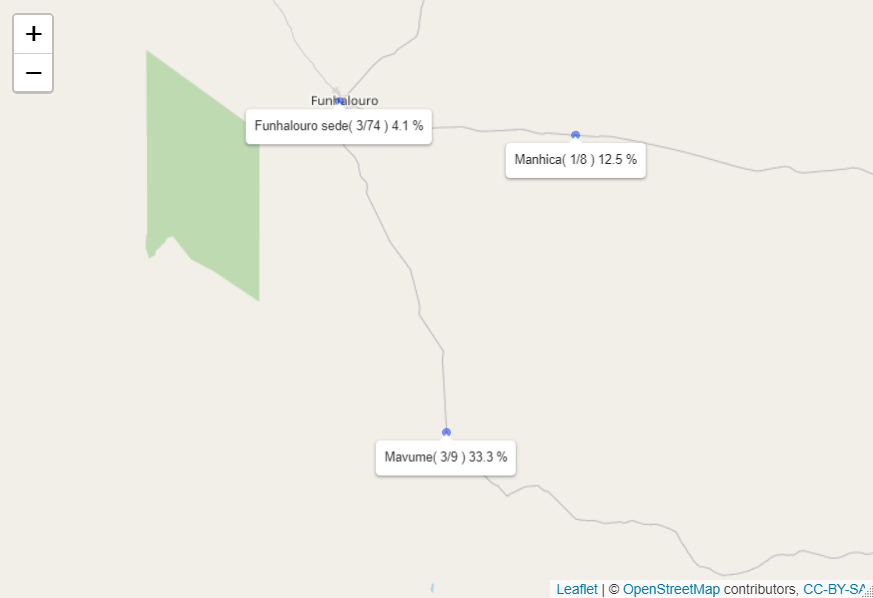 +
−
Funhalouro
Funhalouro sede( 3/74 ) 4.1 %
Manhica( 1/8 ) 12.5 %
Mavume( 3/9 ) 33.3 %
Leaflet | © OpenStreetMap contributors, CC-BY-SA